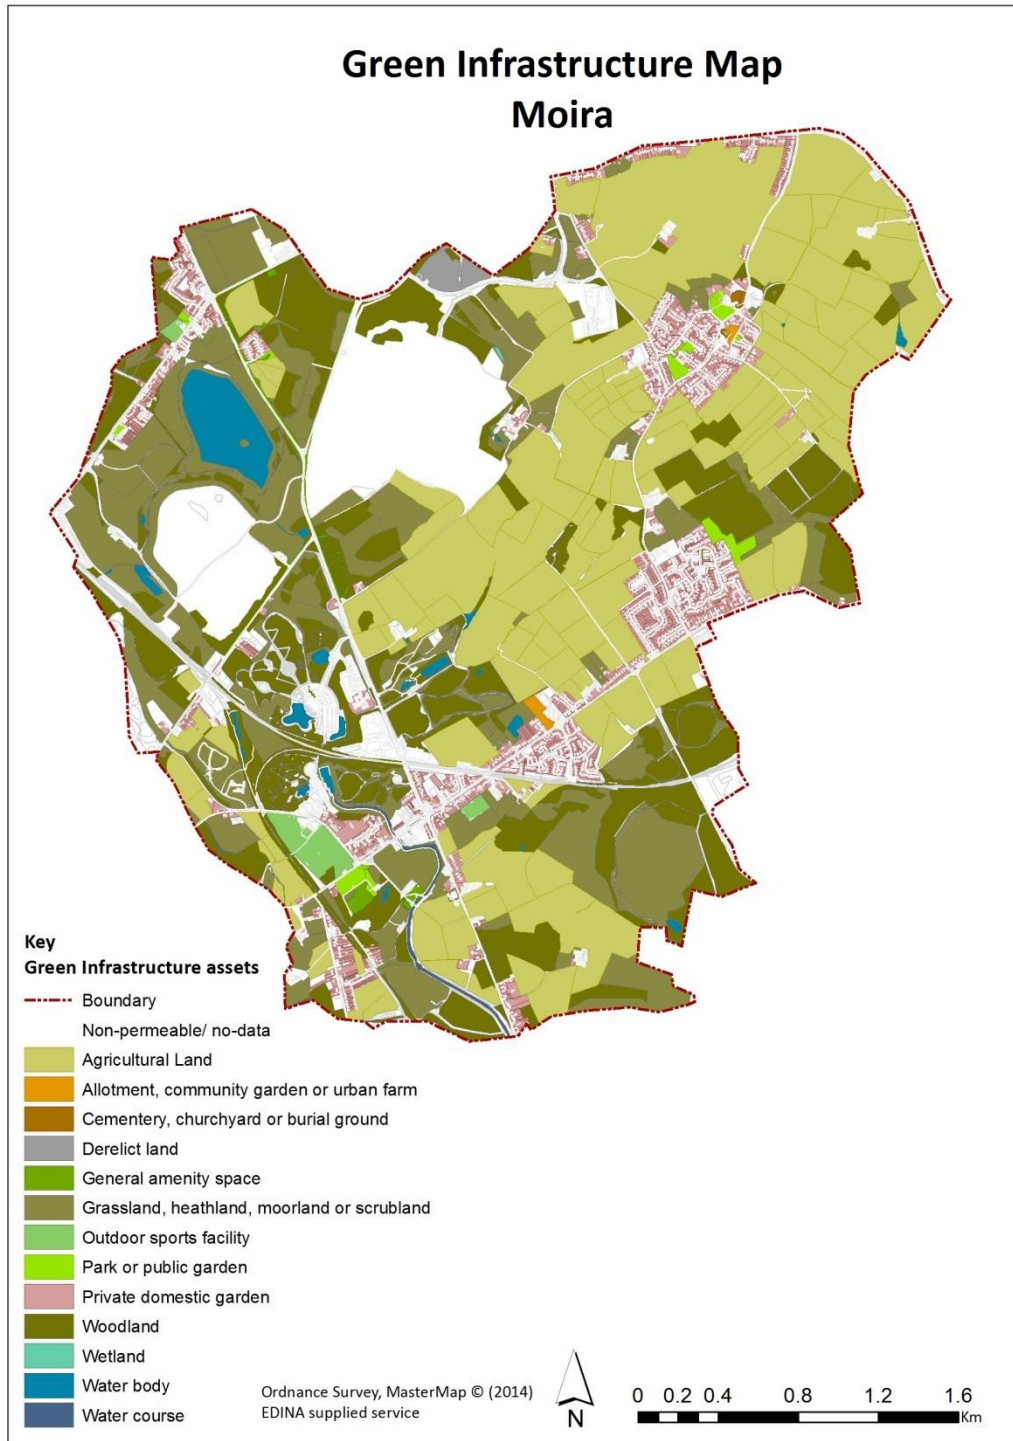 Green Infrastructure Map
Moira
Key
Green Infrastructure assets
Boundary
Non-permeable/ no-data
Agricultural Land
Allotment, community garden or urban farm
Cementery, churchyard or burial ground
Derelict land
General amenity space
Grassland, heathland, moorland or scrubland
Outdoor sports facility
Park or public garden
Private domestic garden
Woodland
Wetland
Water body
Water course
Ordnance Survey, MasterMap © (2014)
EDINA supplied service
N
0 0.2 0.4 0.8 1.2 1.6
Km